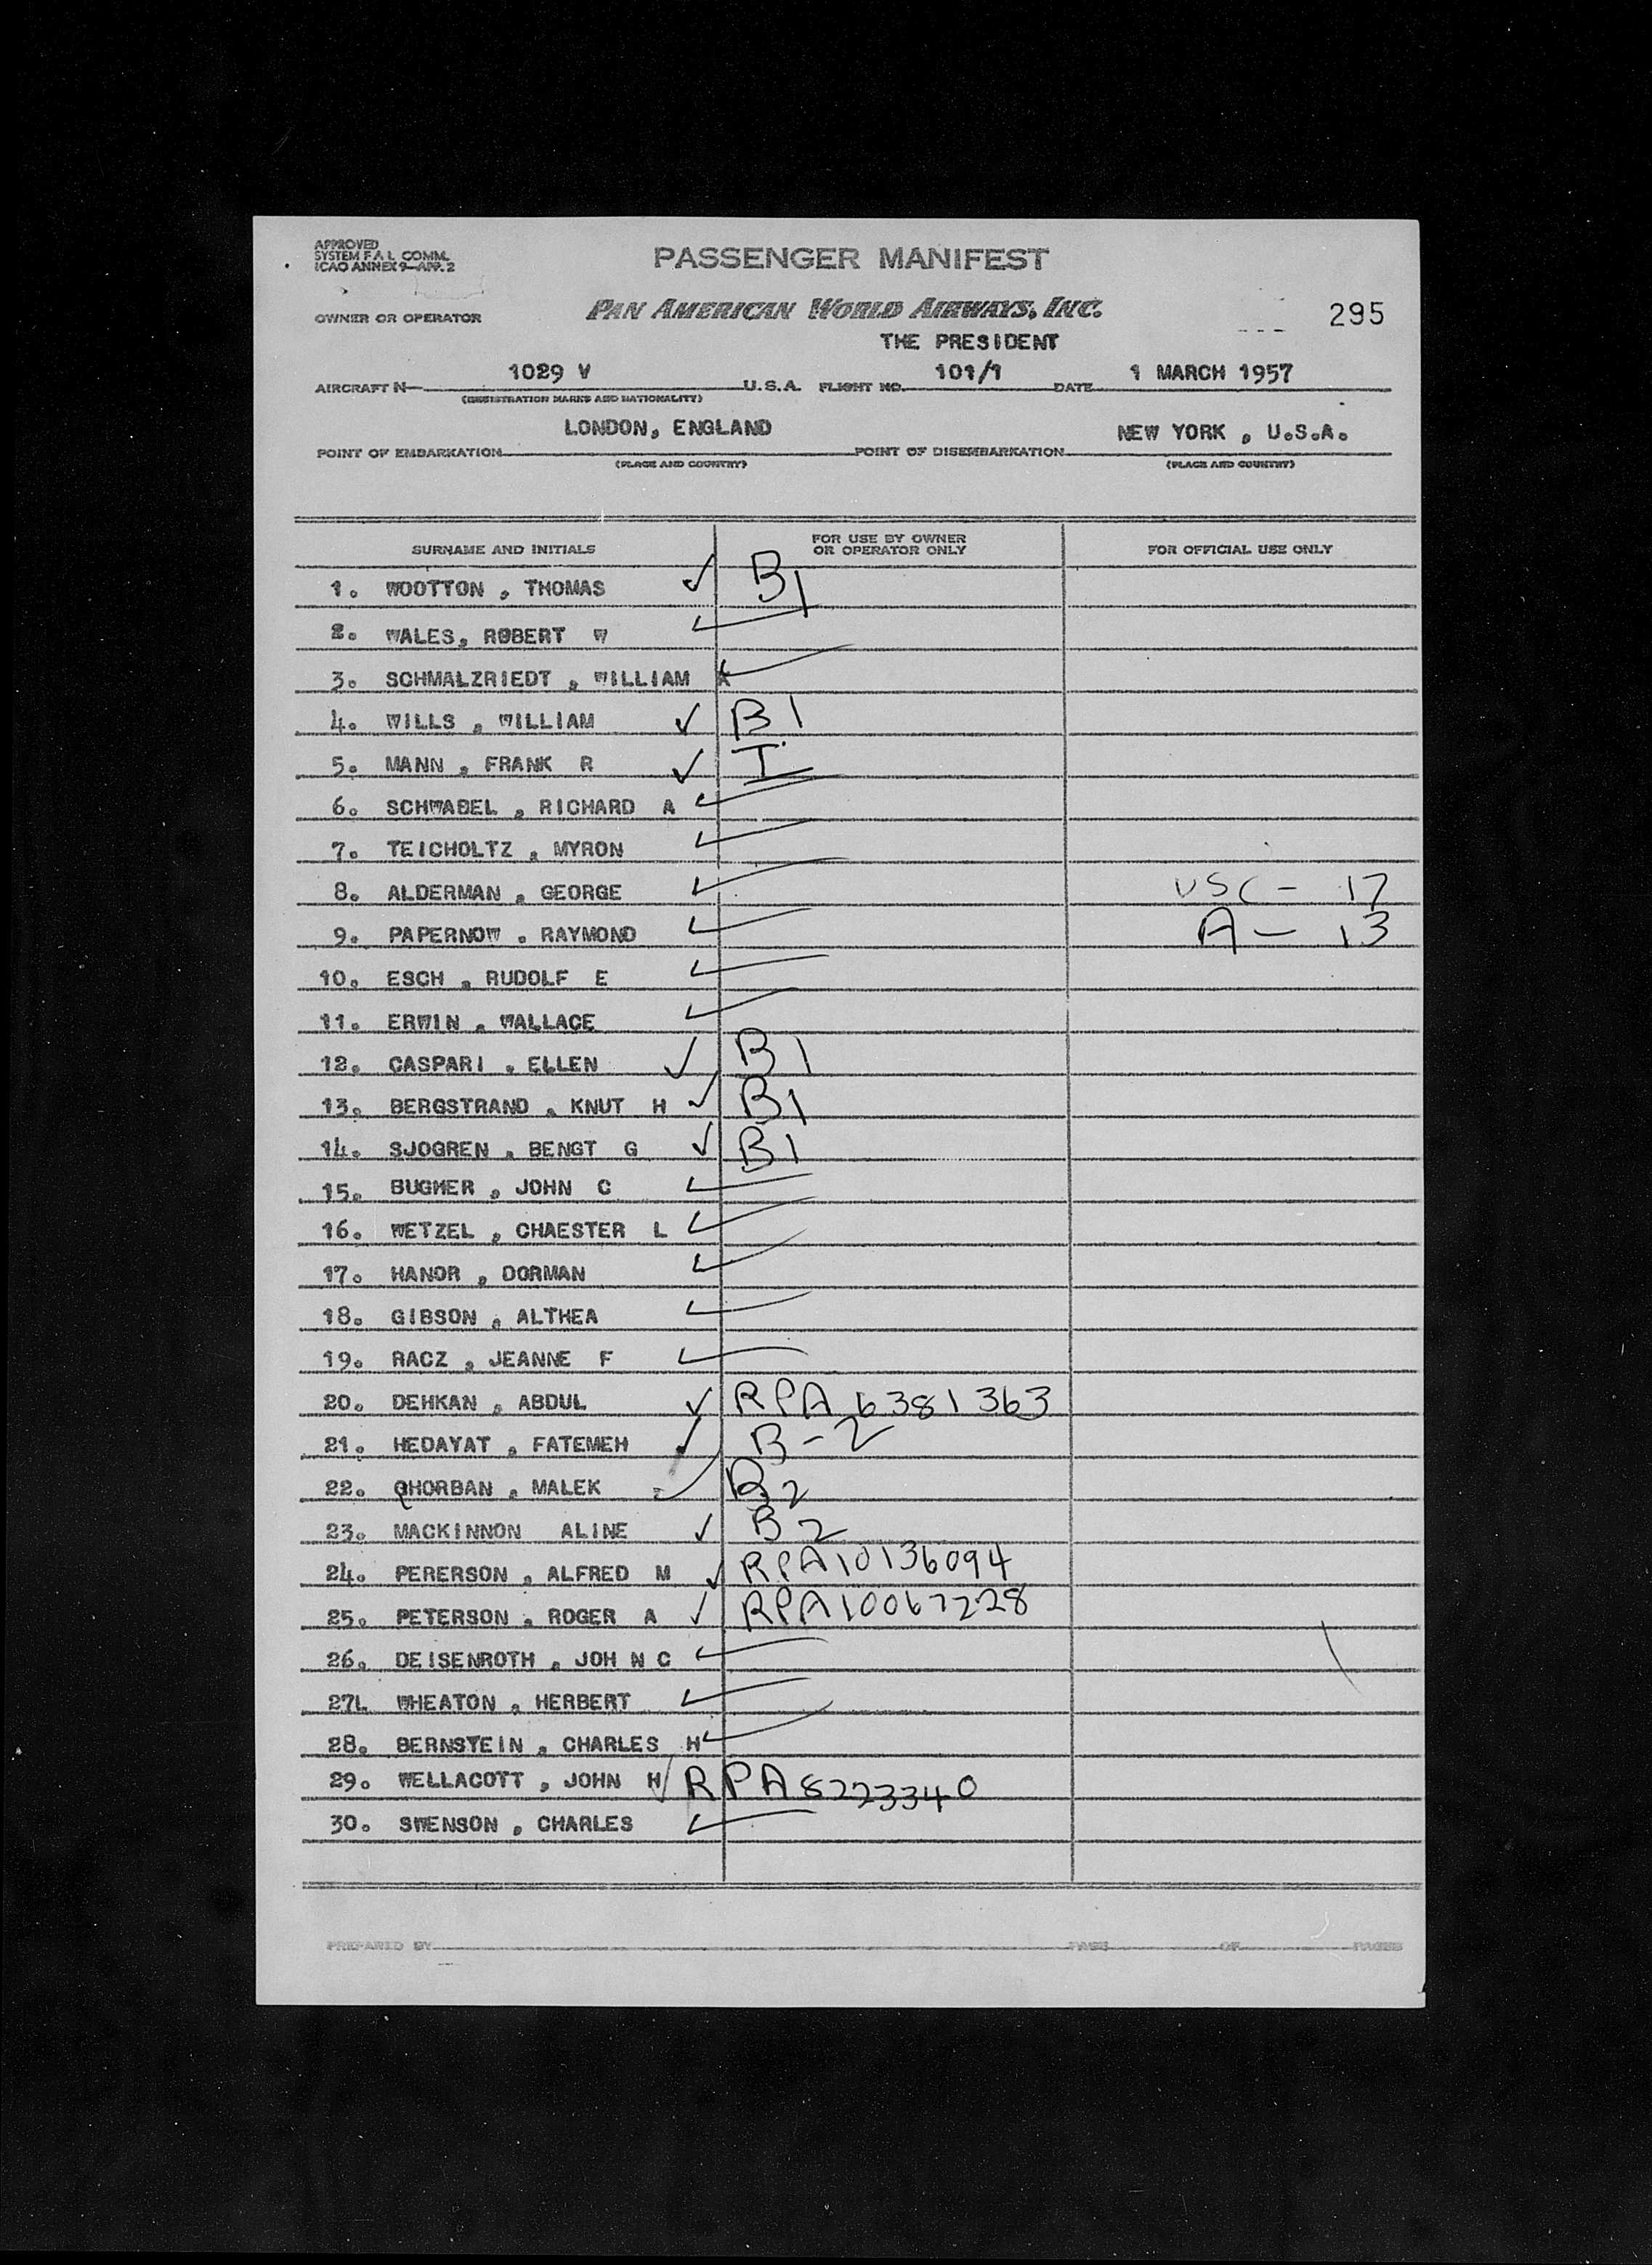 APPROVED
SYSTEM F A L COMM.
ICAO ANNEX 9—APP. 2
PASSENGER MANIFEST
OWNER OR OPERATOR PAN AMERICAN WORLD AIRWAYS, INC. 295
THE PRESIDENT
AIRCRAFT N— 1029 V U.S.A. FLIGHT NO. 101/1 DATE 1 MARCH 1957
(REGISTRATION MARKS AND NATIONALITY)
POINT OF EMBARKATION LONDON, ENGLAND POINT OF DISEMBARKATION NEW YORK , U.S.A.
(PLACE AND COUNTRY) (PLACE AND COUNTRY)
SURNAME AND INITIALS FOR USE BY OWNER OR OPERATOR ONLY FOR OFFICIAL USE ONLY
1. WOOTTON , THOMAS ✓ B1
2. WALES, ROBERT W ✓
3. SCHMALZRIEDT , WILLIAM K ✓
4. WILLS , WILLIAM ✓ B1
5. MANN , FRANK R ✓ I
6. SCHWABEL , RICHARD A ✓
7. TEICHOLTZ , MYRON ✓
8. ALDERMAN , GEORGE ✓ USC — 17
9. PAPERNOW , RAYMOND ✓ A — 13
10. ESCH , RUDOLF E ✓
11. ERWIN , WALLACE ✓
12. CASPARI , ELLEN ✓ B1
13. BERGSTRAND , KNUT H ✓ B1
14. SJOGREN , BENGT G ✓ B1
15. BUGHER , JOHN C ✓
16. WETZEL , CHAESTER L ✓
17. HANOR , DORMAN ✓
18. GIBSON , ALTHEA ✓
19. RACZ , JEANNE F ✓
20. DEHKAN , ABDUL ✓ RPA 6381363
21. HEDAYAT , FATEMEH ✓ B-2
22. GHORBAN , MALEK ✓ B2
23. MACKINNON ALINE ✓ B2
24. PERERSON , ALFRED M ✓ RPA10136094
25. PETERSON , ROGER A ✓ RPA10067228
26. DEISENROTH , JOH N C ✓
27L WHEATON , HERBERT ✓
28. BERNSTEIN , CHARLES H ✓
29. WELLACOTT , JOHN H ✓ RPA8223340
30. SWENSON , CHARLES ✓
PREPARED BY PAGE OF PAGES